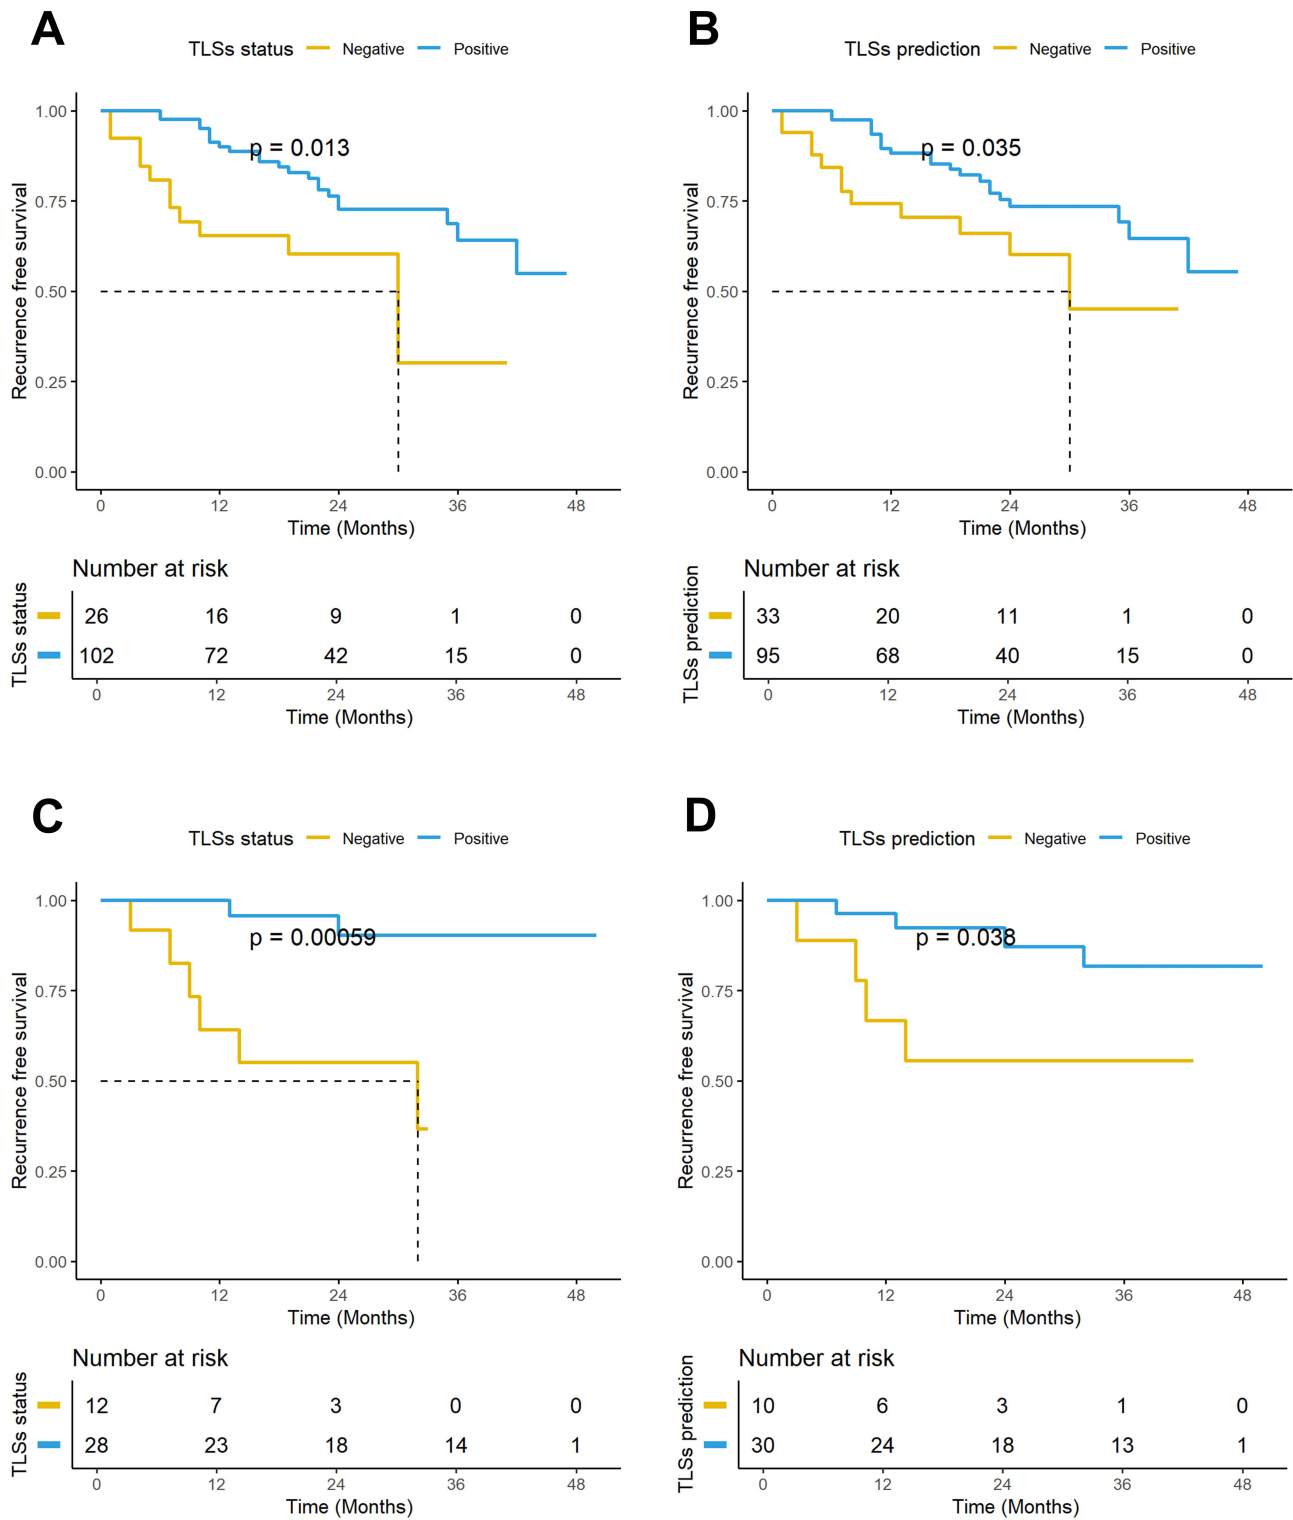 A
TLSs status Negative Positive
1.00
0.75
0.50
0.25
0.00
Recurrence free survival
p = 0.013
0 12 24 36 48
Time (Months)
Number at risk
TLSs status
26 16 9 1 0
102 72 42 15 0
0 12 24 36 48
Time (Months)
B
TLSs prediction Negative Positive
1.00
0.75
0.50
0.25
0.00
Recurrence free survival
p = 0.035
0 12 24 36 48
Time (Months)
Number at risk
TLSs prediction
33 20 11 1 0
95 68 40 15 0
0 12 24 36 48
Time (Months)
C
TLSs status Negative Positive
1.00
0.75
0.50
0.25
0.00
Recurrence free survival
p = 0.00059
0 12 24 36 48
Time (Months)
Number at risk
TLSs status
12 7 3 0 0
28 23 18 14 1
0 12 24 36 48
Time (Months)
D
TLSs prediction Negative Positive
1.00
0.75
0.50
0.25
0.00
Recurrence free survival
p = 0.038
0 12 24 36 48
Time (Months)
Number at risk
TLSs prediction
10 6 3 1 0
30 24 18 13 1
0 12 24 36 48
Time (Months)